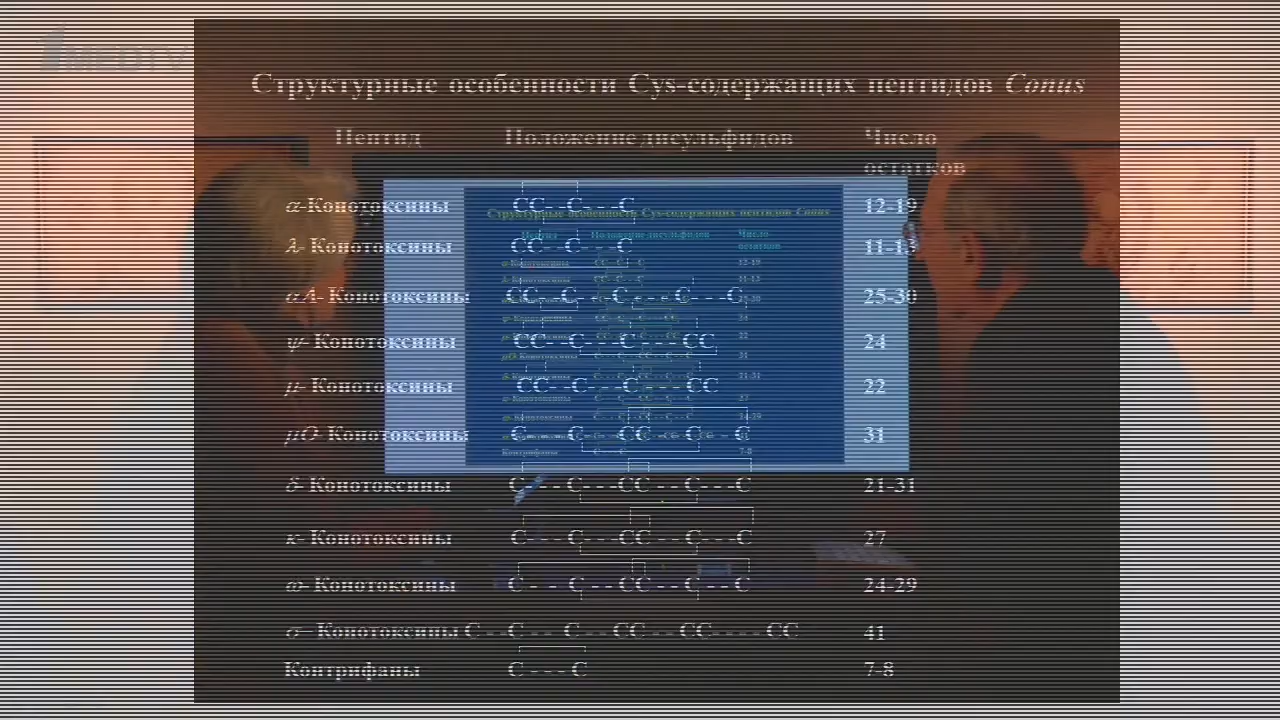 1MEDTV
Структурные особенности Cys-содержащих пептидов Conus
Пептид Положение дисульфидов Число остатков
α-Конотоксины CC--C---C 12-19
λ- Конотоксины CC--C---C 11-13
αA- Конотоксины CC--C---C---C---C 25-30
ψ- Конотоксины CC--C---C---CC 24
μ- Конотоксины CC--C---C---CC 22
μO- Конотоксины C---C---CC---C--C 31
δ- Конотоксины C---C---CC--C---C 21-31
κ- Конотоксины C---C---CC--C---C 27
ω- Конотоксины C - - C --CC--C --C 24-29
σ– Конотоксины C --C-- C --CC--CC----CC 41
Контрифаны C---C 7-8